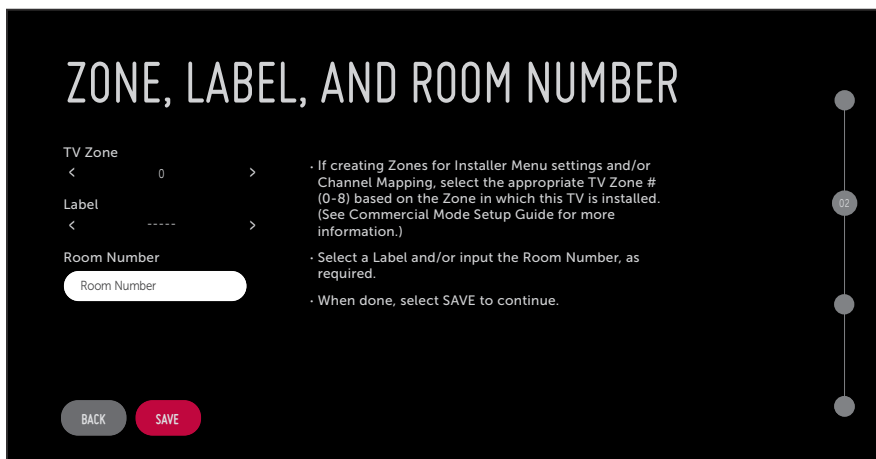 ZONE, LABEL, AND ROOM NUMBER
TV Zone
< 0 >
Label
< ----- >
Room Number
Room Number
· If creating Zones for Installer Menu settings and/or
Channel Mapping, select the appropriate TV Zone #
(0-8) based on the Zone in which this TV is installed.
(See Commercial Mode Setup Guide for more
information.)
· Select a Label and/or input the Room Number, as
required.
· When done, select SAVE to continue.
02
BACK SAVE